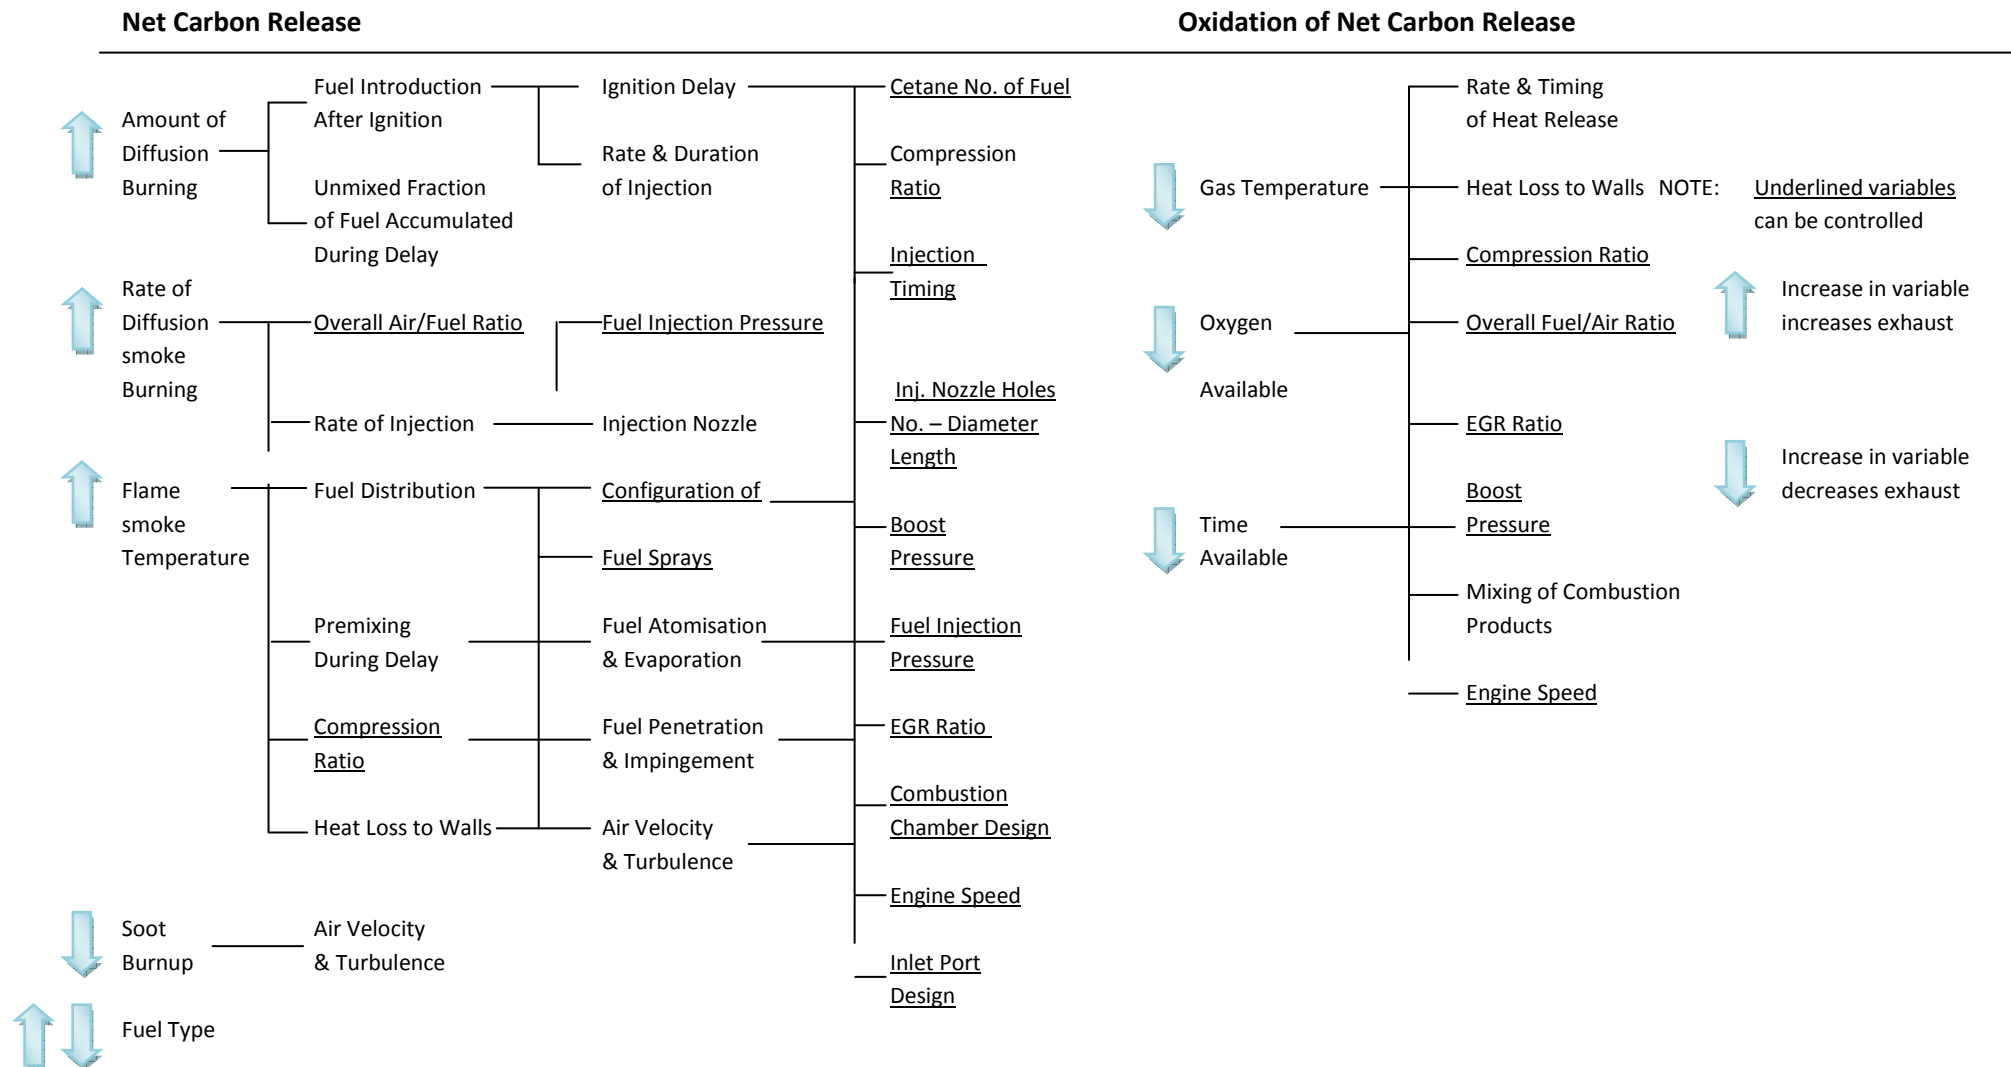 Net Carbon Release
Oxidation of Net Carbon Release
Amount of
Diffusion
Burning
Rate of
Diffusion
smoke
Burning
Flame
smoke
Temperature
Soot
Burnup
Fuel Type
Fuel Introduction
After Ignition
Unmixed Fraction
of Fuel Accumulated
During Delay
Overall Air/Fuel Ratio
Rate of Injection
Fuel Distribution
Premixing
During Delay
Compression
Ratio
Heat Loss to Walls
Air Velocity
& Turbulence
Ignition Delay
Rate & Duration
of Injection
Fuel Injection Pressure
Injection Nozzle
Configuration of
Fuel Sprays
Fuel Atomisation
& Evaporation
Fuel Penetration
& Impingement
Air Velocity
& Turbulence
Cetane No. of Fuel
Compression
Ratio
Injection
Timing
Inj. Nozzle Holes
No. – Diameter
Length
Boost
Pressure
Fuel Injection
Pressure
EGR Ratio
Combustion
Chamber Design
Engine Speed
Inlet Port
Design
Gas Temperature
Oxygen
Available
Time
Available
Rate & Timing
of Heat Release
Heat Loss to Walls
Compression Ratio
Overall Fuel/Air Ratio
EGR Ratio
Boost
Pressure
Mixing of Combustion
Products
Engine Speed
NOTE: Underlined variables
can be controlled
Increase in variable
increases exhaust
Increase in variable
decreases exhaust